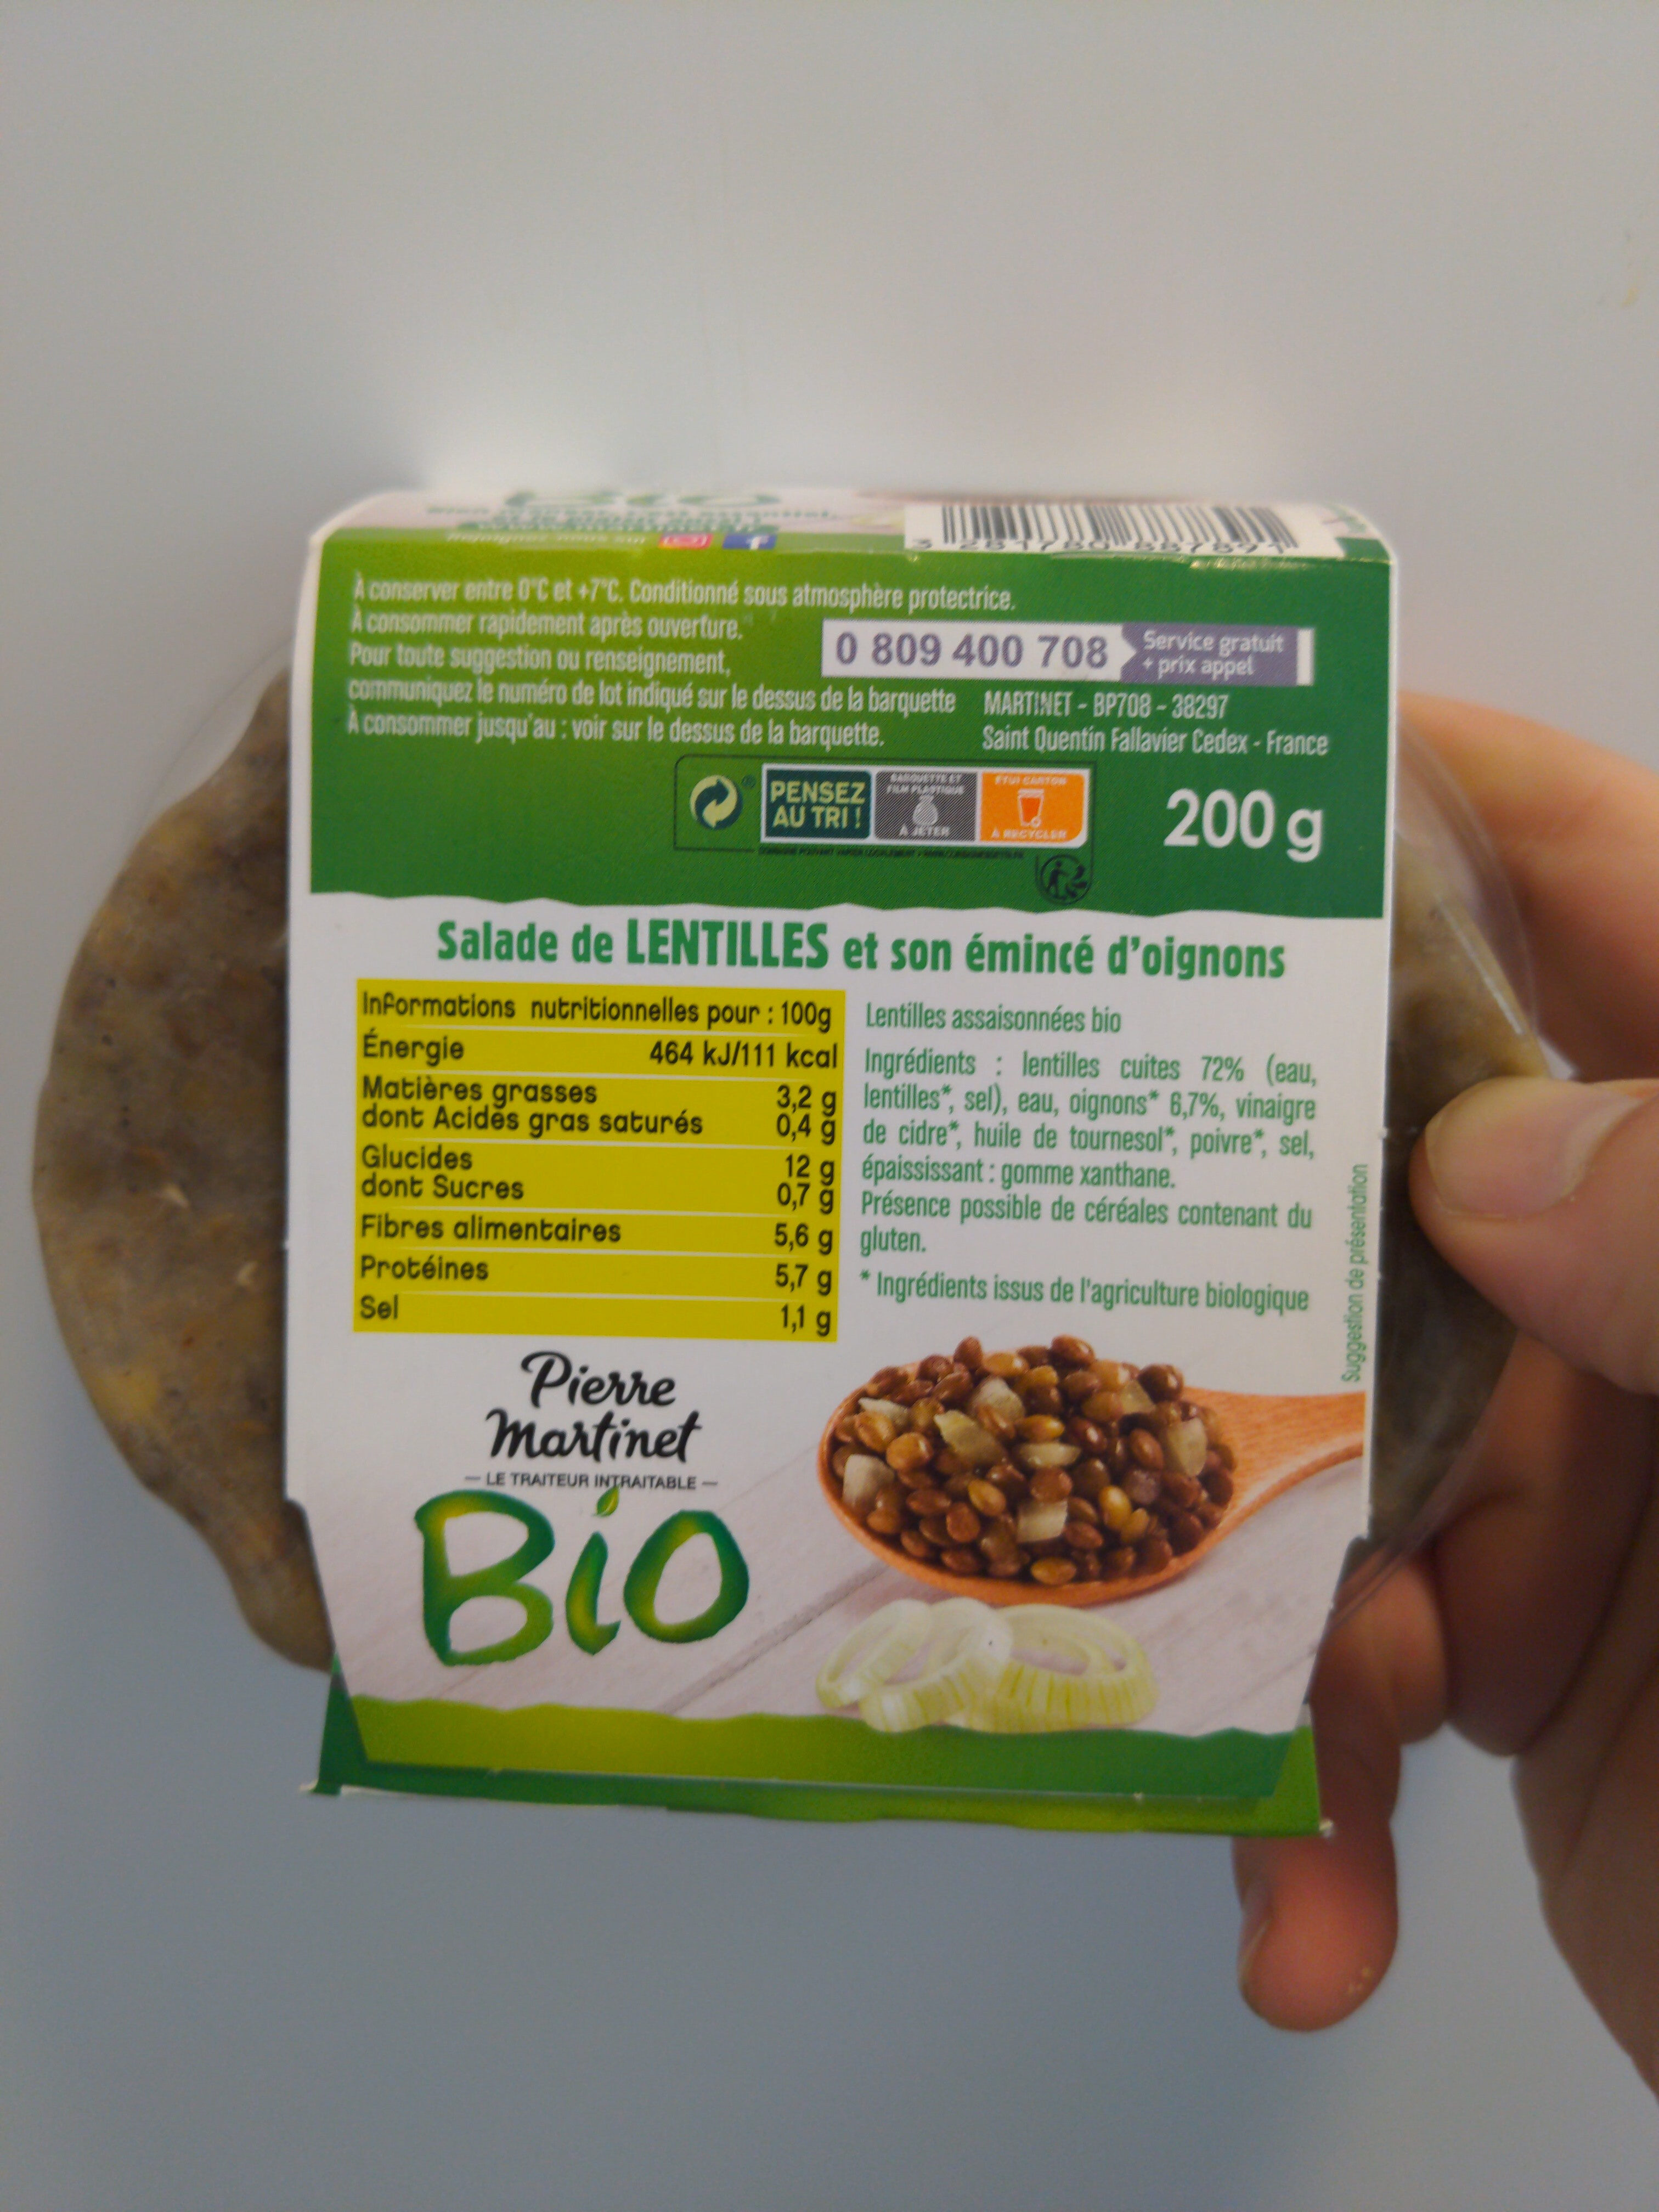 Bio
Rejoignez-nous sur
3 281780 887891
À conserver entre 0°C et +7°C. Conditionné sous atmosphère protectrice.
À consommer rapidement après ouverture.
Pour toute suggestion ou renseignement,
communiquez le numéro de lot indiqué sur le dessus de la barquette
À consommer jusqu'au : voir sur le dessus de la barquette.
0 809 400 708
Service gratuit
+ prix appel
MARTINET - BP708 - 38297
Saint Quentin Fallavier Cedex - France
PENSEZ
AU TRI !
BARQUETTE ET
FILM PLASTIQUE
À JETER
ÉTUI CARTON
À RECYCLER
200 g
Salade de LENTILLES et son émincé d'oignons
Informations nutritionnelles pour : 100g
Énergie 464 kJ/111 kcal
Matières grasses 3,2 g
dont Acides gras saturés 0,4 g
Glucides 12 g
dont Sucres 0,7 g
Fibres alimentaires 5,6 g
Protéines 5,7 g
Sel 1,1 g
Lentilles assaisonnées bio
Ingrédients : lentilles cuites 72% (eau,
lentilles*, sel), eau, oignons* 6,7%, vinaigre
de cidre*, huile de tournesol*, poivre*, sel,
épaississant : gomme xanthane.
Présence possible de céréales contenant du
gluten.
* Ingrédients issus de l'agriculture biologique
Suggestion de présentation
Pierre
Martinet
LE TRAITEUR INTRAITABLE
Bio